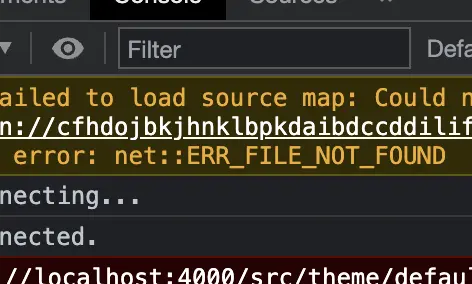 Console Sources
Filter Defa
ailed to load source map: Could n
n://cfhdojbkjhnklbpkdaibdccddilif
error: net::ERR_FILE_NOT_FOUND
necting...
nected.
//localhost:4000/src/theme/defaul